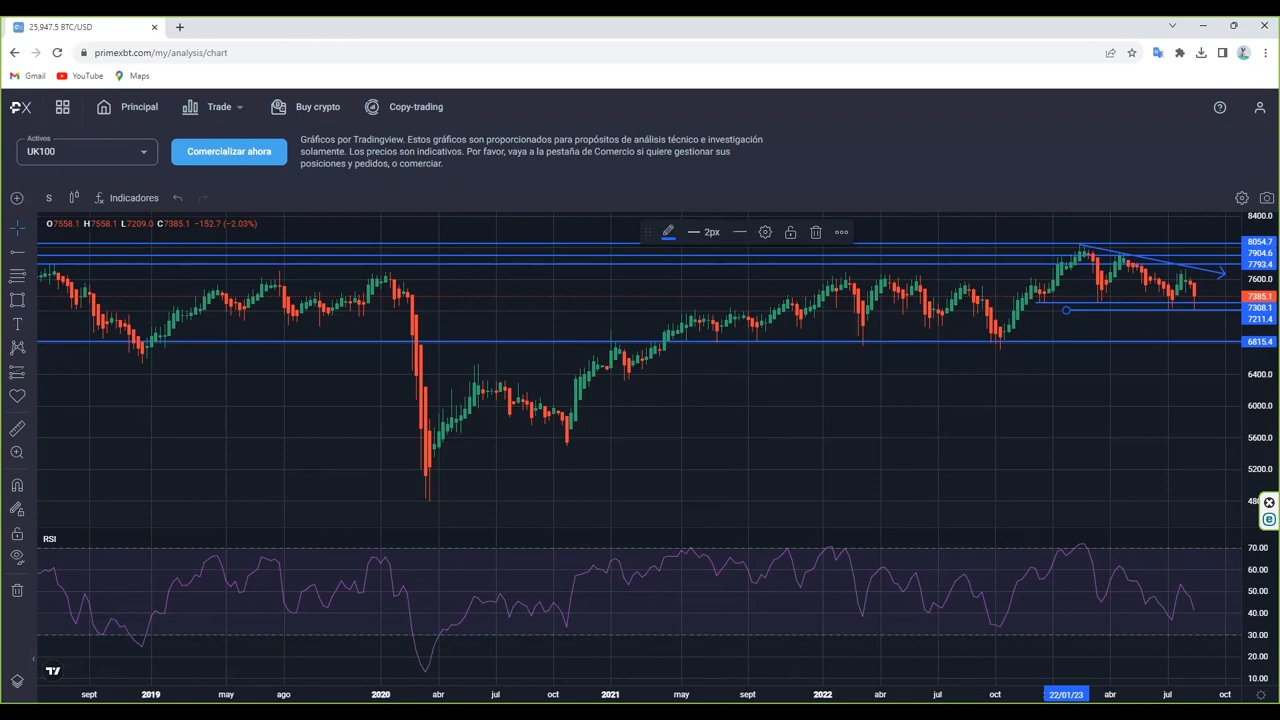 25,947.5 BTC/USD
primexbt.com/my/analysis/chart
Gmail
YouTube
Maps
PX
Principal
Trade
Buy crypto
Copy-trading
Activos
UK100
Comercializar ahora
Gráficos por Tradingview. Estos gráficos son proporcionados para propósitos de análisis técnico e investigación
solamente. Los precios son indicativos. Por favor, vaya a la pestaña de Comercio si quiere gestionar sus
posiciones y pedidos, o comerciar.
S
Indicadores
O7558.1 H7558.1 L7209.0 C7385.1 −152.7 (−2.03%)
2px
8400.0
8054.7
7904.6
7793.4
7600.0
7385.1
7308.1
7211.4
6815.4
6400.0
6000.0
5600.0
5200.0
RSI
70.00
60.00
50.00
40.00
30.00
20.00
10.00
sept 2019 may ago 2020 abr jul oct 2021 may sept 2022 abr jul oct 22/01/23 abr jul oct